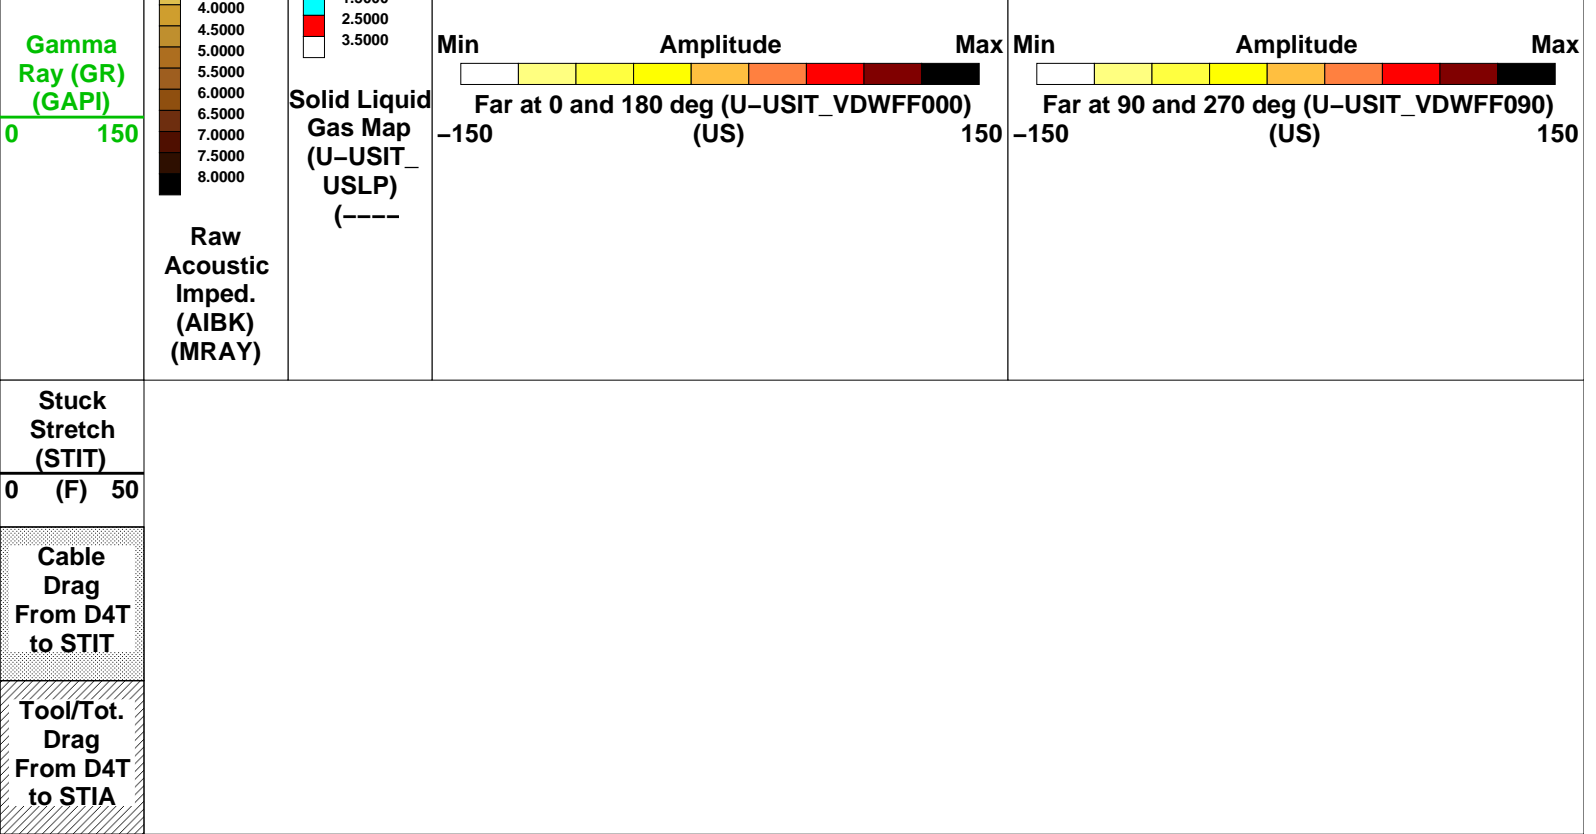 Gamma
Ray (GR)
(GAPI)
0 150
4.0000
4.5000
5.0000
5.5000
6.0000
6.5000
7.0000
7.5000
8.0000
Raw
Acoustic
Imped.
(AIBK)
(MRAY)
2.5000
3.5000
Solid Liquid
Gas Map
(U−USIT_
USLP)
(−−−−
Min Amplitude Max
Far at 0 and 180 deg (U−USIT_VDWFF000)
−150 (US) 150
Min Amplitude Max
Far at 90 and 270 deg (U−USIT_VDWFF090)
−150 (US) 150
Stuck
Stretch
(STIT)
0 (F) 50
Cable
Drag
From D4T
to STIT
Tool/Tot.
Drag
From D4T
to STIA